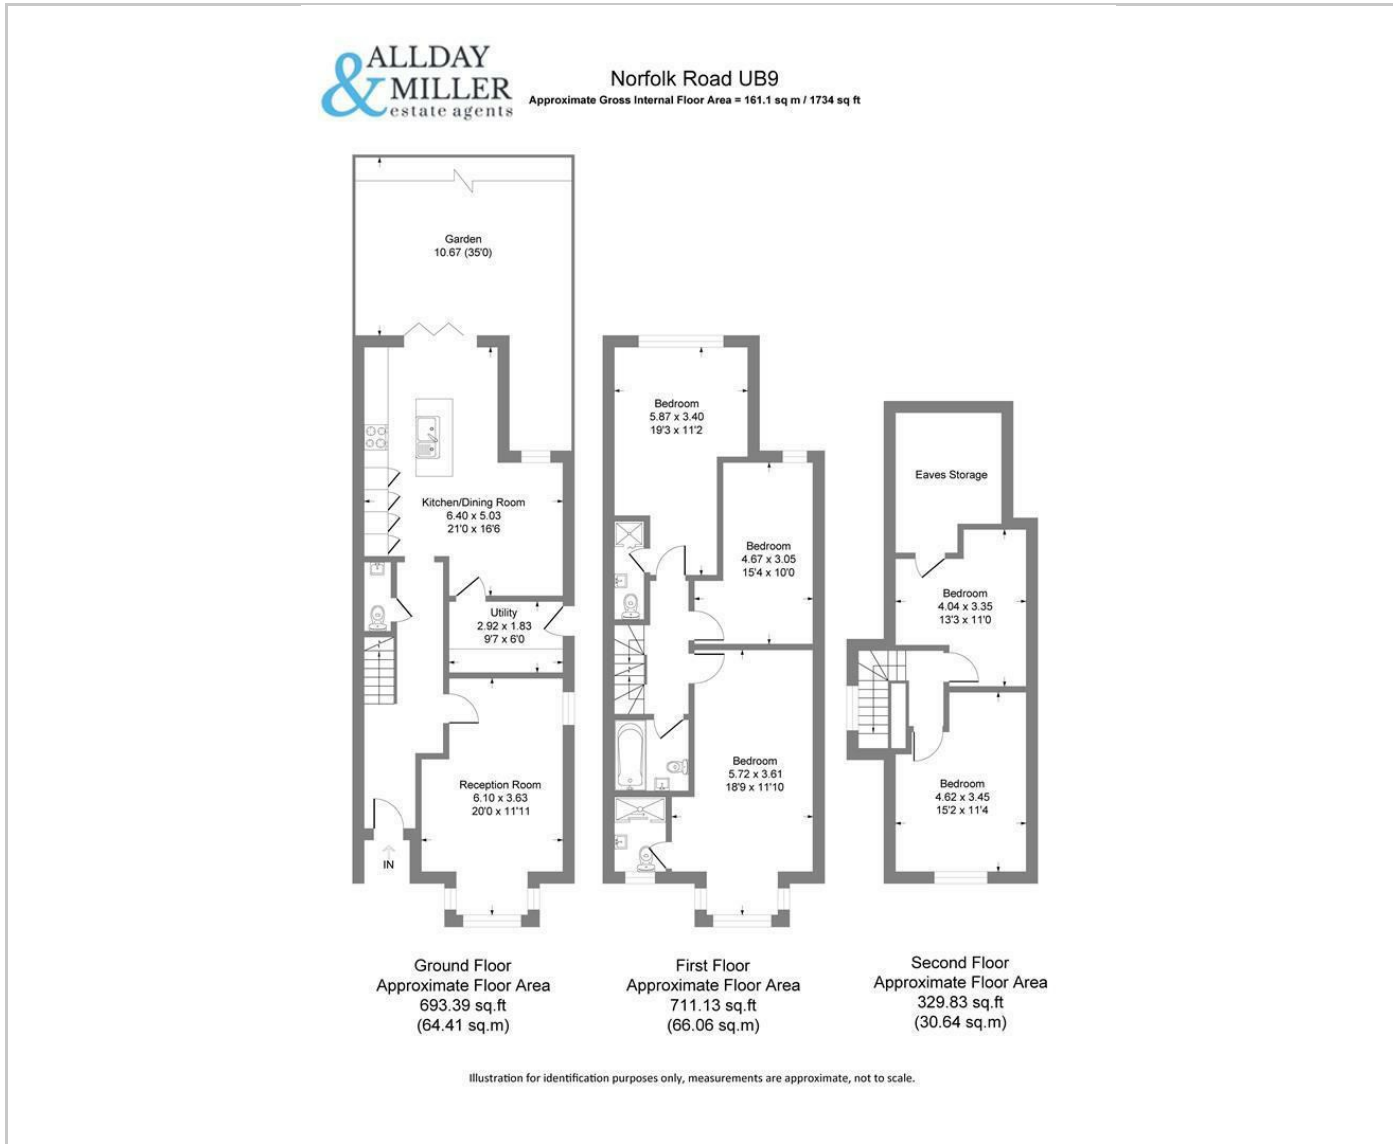 ALLDAY
& MILLER
estate agents
Norfolk Road UB9
Approximate Gross Internal Floor Area = 161.1 sq m / 1734 sq ft
Garden
10.67 (35'0)
Kitchen/Dining Room
6.40 x 5.03
21'0 x 16'6
Utility
2.92 x 1.83
9'7 x 6'0
Reception Room
6.10 x 3.63
20'0 x 11'11
IN
Bedroom
5.87 x 3.40
19'3 x 11'2
Bedroom
4.67 x 3.05
15'4 x 10'0
Bedroom
5.72 x 3.61
18'9 x 11'10
Eaves Storage
Bedroom
4.04 x 3.35
13'3 x 11'0
Bedroom
4.62 x 3.45
15'2 x 11'4
Ground Floor
Approximate Floor Area
693.39 sq.ft
(64.41 sq.m)
First Floor
Approximate Floor Area
711.13 sq.ft
(66.06 sq.m)
Second Floor
Approximate Floor Area
329.83 sq.ft
(30.64 sq.m)
Illustration for identification purposes only, measurements are approximate, not to scale.